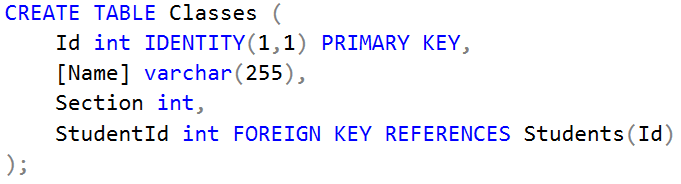 CREATE TABLE Classes (
    Id int IDENTITY(1,1) PRIMARY KEY,
    [Name] varchar(255),
    Section int,
    StudentId int FOREIGN KEY REFERENCES Students(Id)
);